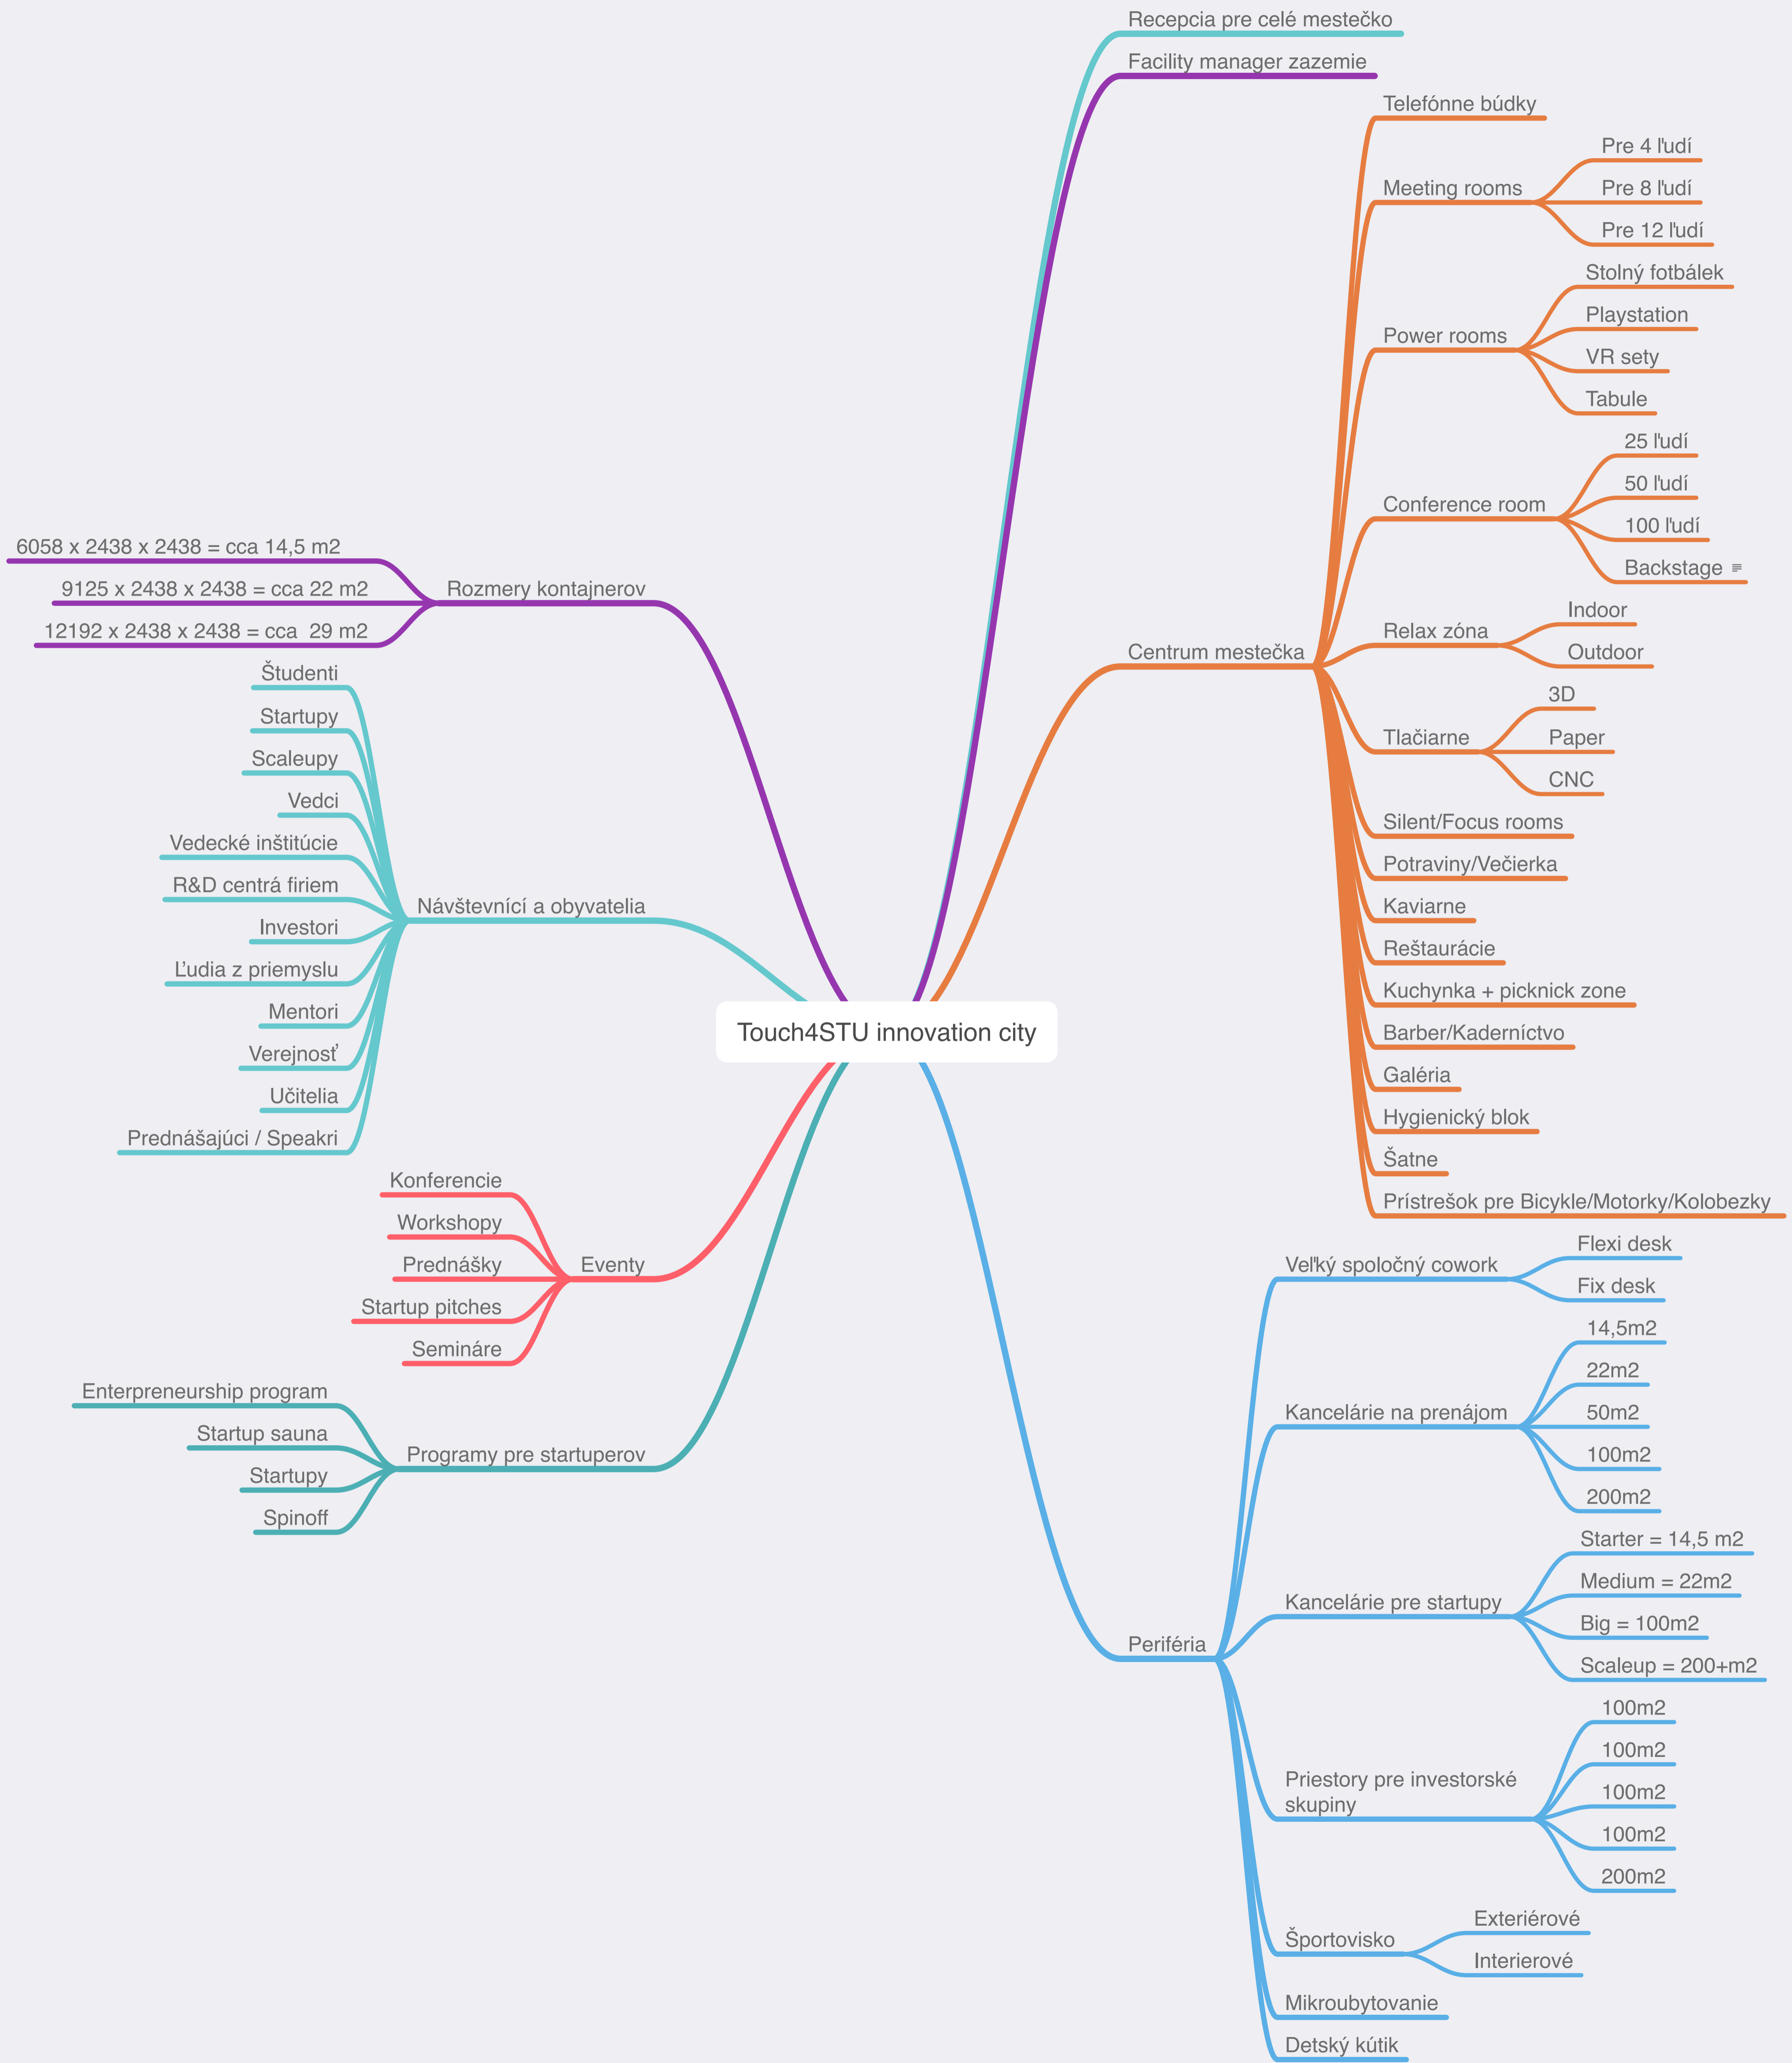 Touch4STU innovation city
Recepcia pre celé mestečko
Facility manager zazemie
Centrum mestečka
Telefónne búdky
Meeting rooms
Pre 4 ľudí
Pre 8 ľudí
Pre 12 ľudí
Power rooms
Stolný fotbálek
Playstation
VR sety
Tabule
Conference room
25 ľudí
50 ľudí
100 ľudí
Backstage
Relax zóna
Indoor
Outdoor
Tlačiarne
3D
Paper
CNC
Silent/Focus rooms
Potraviny/Večierka
Kaviarne
Reštaurácie
Kuchynka + picknick zone
Barber/Kaderníctvo
Galéria
Hygienický blok
Šatne
Prístrešok pre Bicykle/Motorky/Kolobezky
Periféria
Veľký spoločný cowork
Flexi desk
Fix desk
Kancelárie na prenájom
14,5m2
22m2
50m2
100m2
200m2
Kancelárie pre startupy
Starter = 14,5 m2
Medium = 22m2
Big = 100m2
Scaleup = 200+m2
Priestory pre investorské
skupiny
100m2
100m2
100m2
100m2
200m2
Športovisko
Exteriérové
Interierové
Mikroubytovanie
Detský kútik
Rozmery kontajnerov
6058 x 2438 x 2438 = cca 14,5 m2
9125 x 2438 x 2438 = cca 22 m2
12192 x 2438 x 2438 = cca  29 m2
Návštevnící a obyvatelia
Študenti
Startupy
Scaleupy
Vedci
Vedecké inštitúcie
R&D centrá firiem
Investori
Ľudia z priemyslu
Mentori
Verejnosť
Učitelia
Prednášajúci / Speakri
Eventy
Konferencie
Workshopy
Prednášky
Startup pitches
Semináre
Programy pre startuperov
Enterpreneurship program
Startup sauna
Startupy
Spinoff